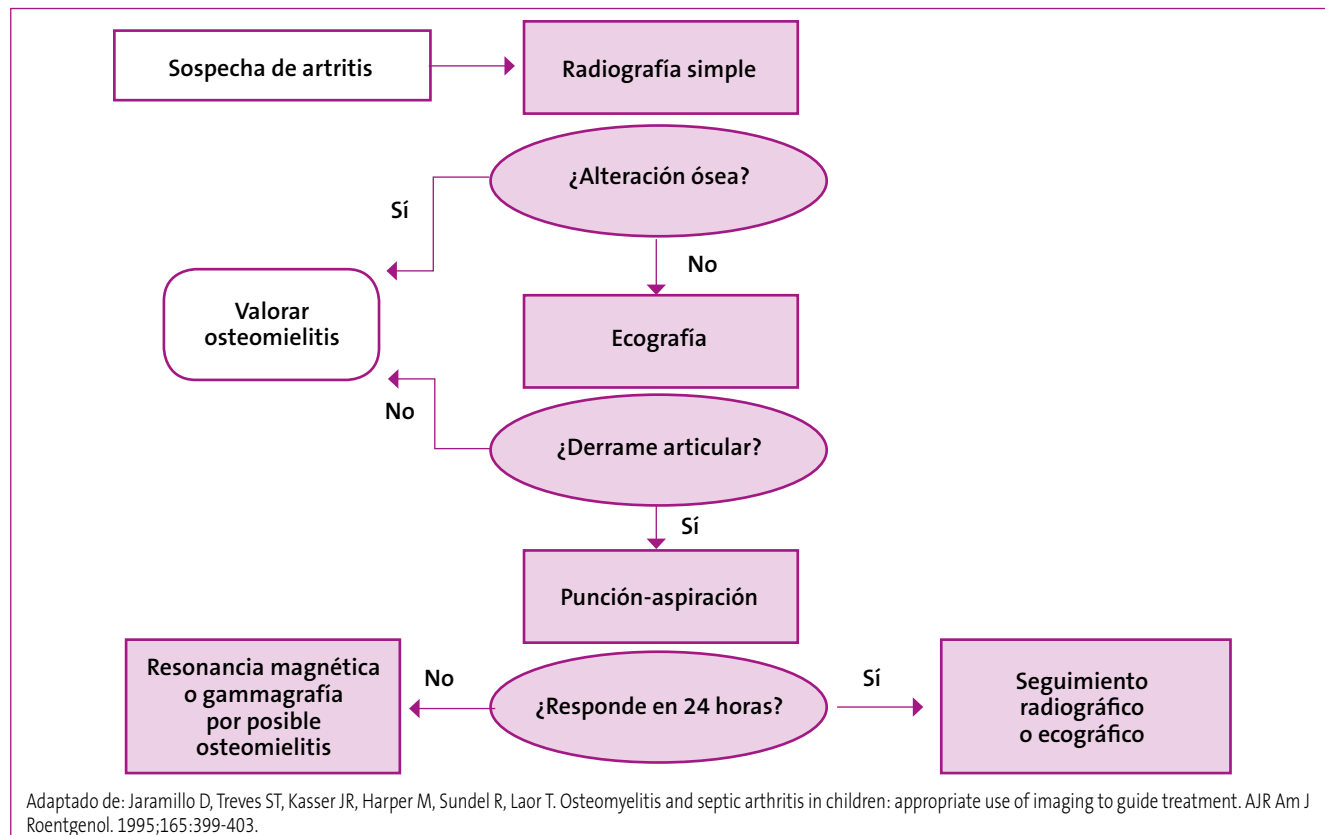 Sospecha de artritis
Radiografía simple
¿Alteración ósea?
Sí
No
Valorar
osteomielitis
Ecografía
No
¿Derrame articular?
Sí
Punción-aspiración
Resonancia magnética
o gammagrafía
por posible
osteomielitis
No
¿Responde en 24 horas?
Sí
Seguimiento
radiográfico
o ecográfico
Adaptado de: Jaramillo D, Treves ST, Kasser JR, Harper M, Sundel R, Laor T. Osteomyelitis and septic arthritis in children: appropriate use of imaging to guide treatment. AJR Am J
Roentgenol. 1995;165:399-403.